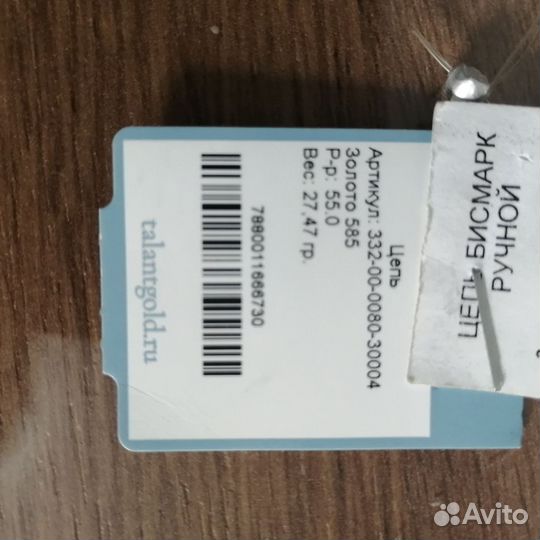 Цепь
Артикул: 332-00-0080-30004
Золото 585
Р-р: 55.0
Вес: 27,47 гр.
7880011666730
talantgold.ru
ЦЕПЬ БИСМАРК
РУЧНОЙ
Avito